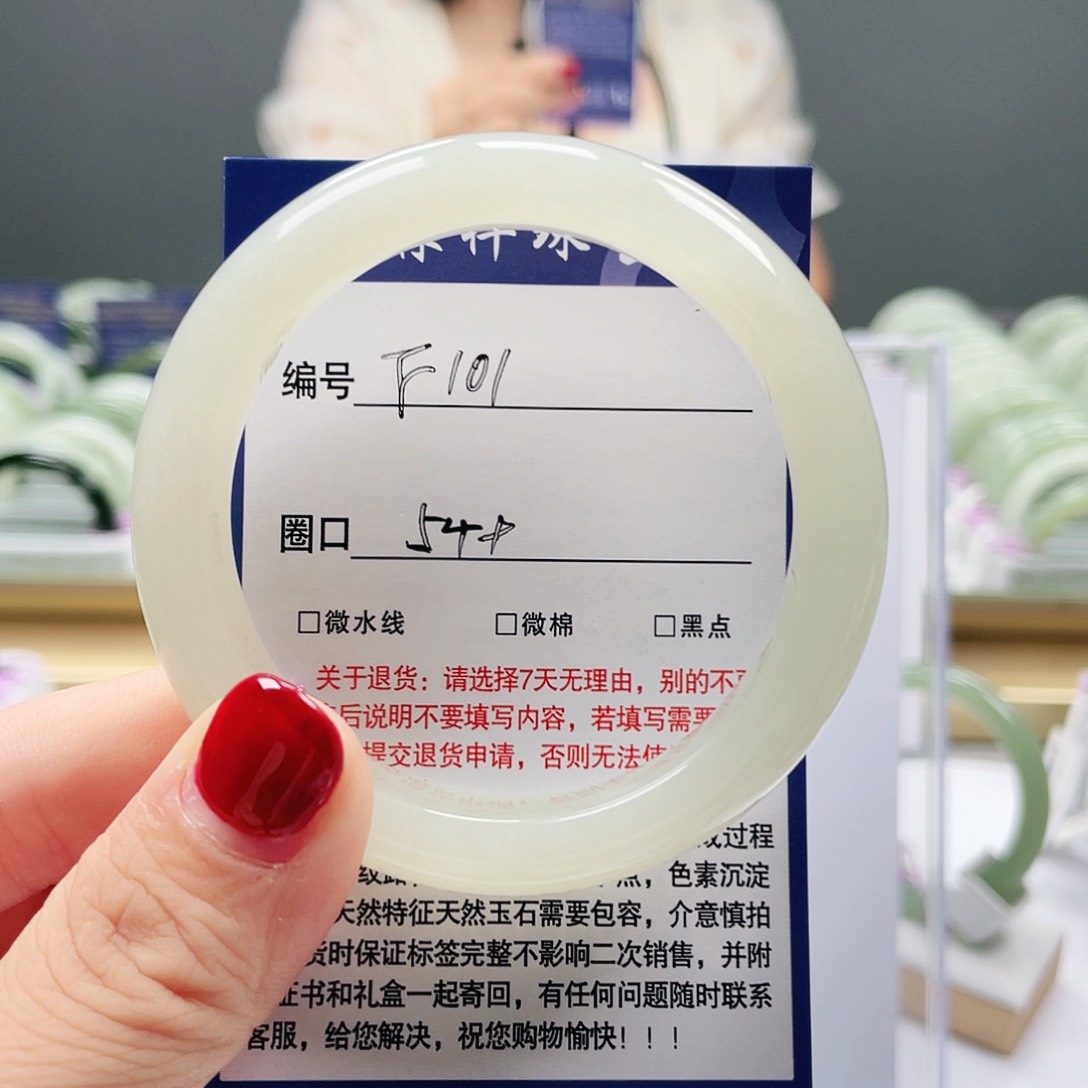 祥珠
编号 F101
圈口 54+
□微水线 □微棉 □黑点
关于退货：请选择7天无理由，别的不
后说明不要填写内容，若填写需要
提交退货申请，否则无法使
过程
点，色素沉淀
天然特征天然玉石需要包容，介意慎拍
货时保证标签完整不影响二次销售，并附
证书和礼盒一起寄回，有任何问题随时联系
客服，给您解决，祝您购物愉快！！！